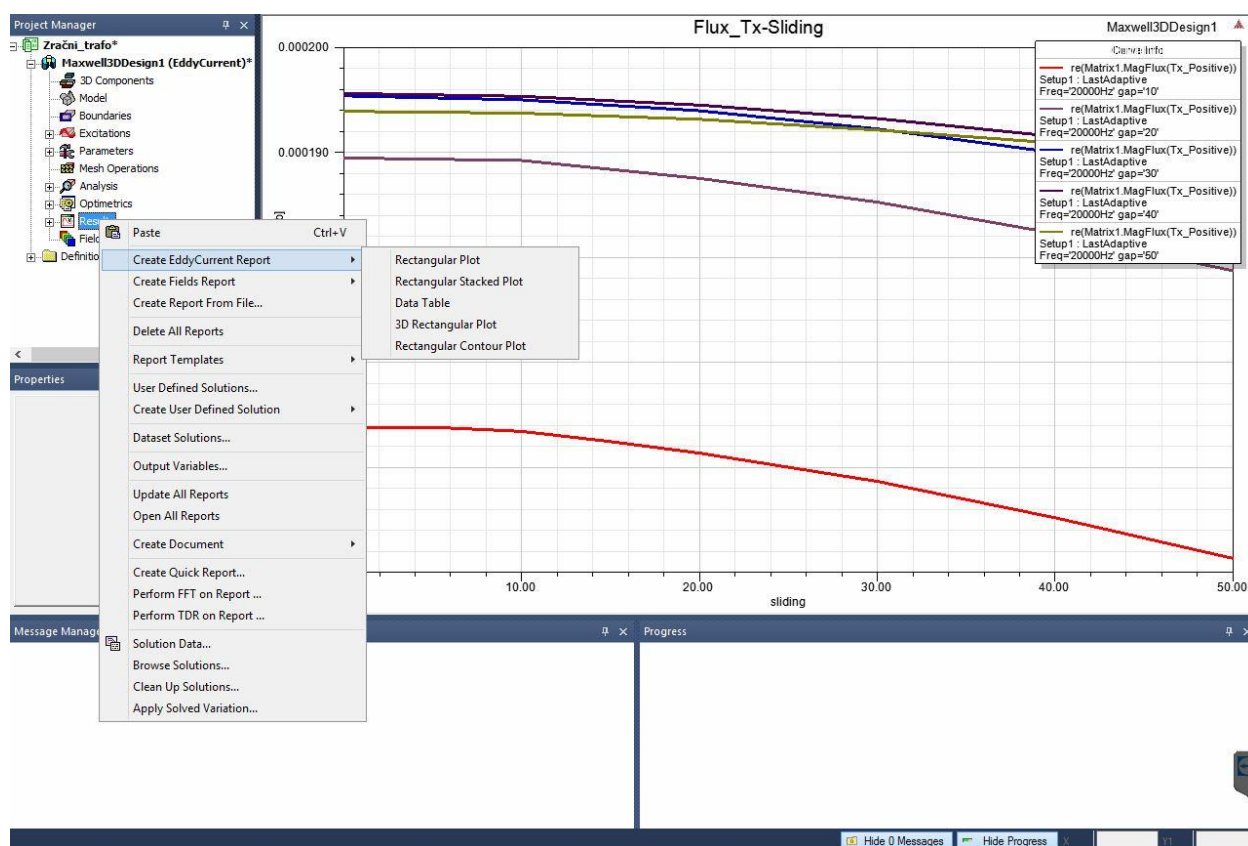 Project Manager
Zračni_trafo*
Maxwell3DDesign1 (EddyCurrent)*
3D Components
Model
Boundaries
Excitations
Parameters
Mesh Operations
Analysis
Optimetrics
Result
Field
Definitio
Properties
Paste Ctrl+V
Create EddyCurrent Report
Create Fields Report
Create Report From File...
Delete All Reports
Report Templates
User Defined Solutions...
Create User Defined Solution
Dataset Solutions...
Output Variables...
Update All Reports
Open All Reports
Create Document
Create Quick Report...
Perform FFT on Report ...
Perform TDR on Report ...
Solution Data...
Browse Solutions...
Clean Up Solutions...
Apply Solved Variation...
Rectangular Plot
Rectangular Stacked Plot
Data Table
3D Rectangular Plot
Rectangular Contour Plot
Flux_Tx-Sliding
Maxwell3DDesign1
0.000200
0.000190
Curve Info
re(Matrix1.MagFlux(Tx_Positive))
Setup1 : LastAdaptive
Freq='20000Hz' gap='10'
re(Matrix1.MagFlux(Tx_Positive))
Setup1 : LastAdaptive
Freq='20000Hz' gap='20'
re(Matrix1.MagFlux(Tx_Positive))
Setup1 : LastAdaptive
Freq='20000Hz' gap='30'
re(Matrix1.MagFlux(Tx_Positive))
Setup1 : LastAdaptive
Freq='20000Hz' gap='40'
re(Matrix1.MagFlux(Tx_Positive))
Setup1 : LastAdaptive
Freq='20000Hz' gap='50'
10.00 20.00 30.00 40.00 50.00
sliding
Message Manage
Progress
Hide 0 Messages
Hide Progress
X
Y1